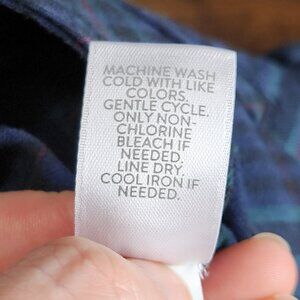 MACHINE WASH
COLD WITH LIKE
COLORS.
GENTLE CYCLE.
ONLY NON-
CHLORINE
BLEACH IF
NEEDED.
LINE DRY.
COOL IRON IF
NEEDED.